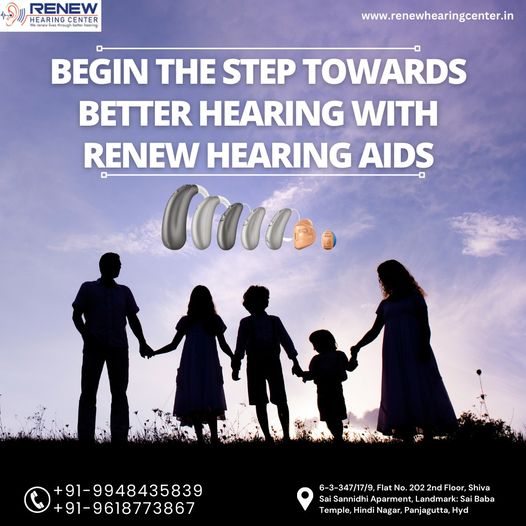 RENEW
HEARING CENTER
We renew lives through better hearing
www.renewhearingcenter.in
BEGIN THE STEP TOWARDS
BETTER HEARING WITH
RENEW HEARING AIDS
+91-9948435839
+91-9618773867
6-3-347/17/9, Flat No. 202 2nd Floor, Shiva
Sai Sannidhi Aparment, Landmark: Sai Baba
Temple, Hindi Nagar, Panjagutta, Hyd